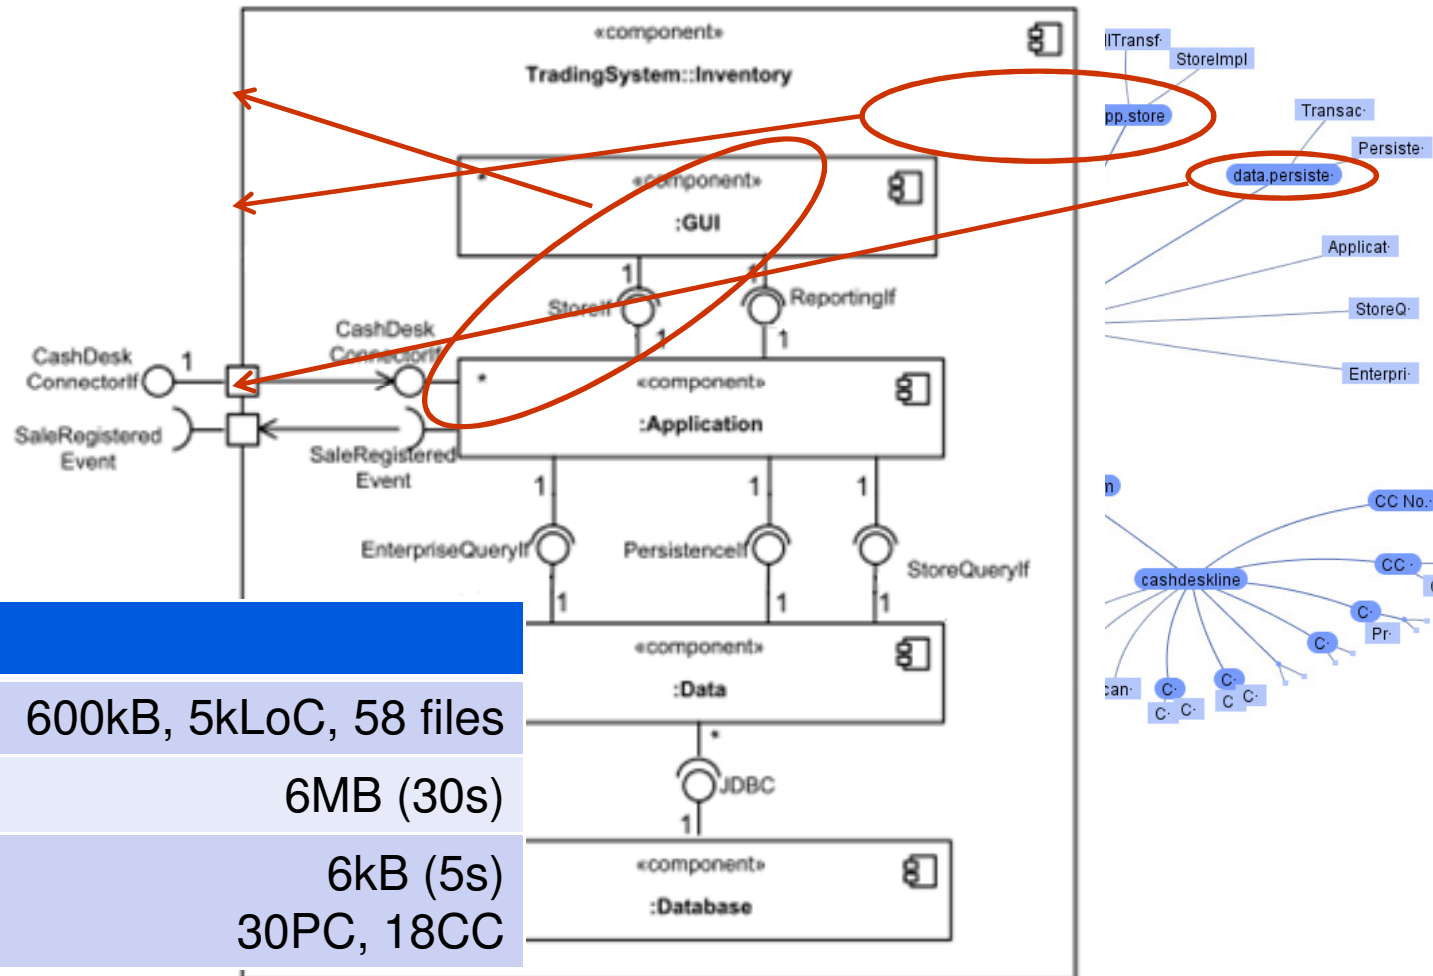 «component»
TradingSystem::Inventory
*
«component»
:GUI
1
1
StoreIf
ReportingIf
1
1
CashDesk
ConnectorIf
1
CashDesk
ConnectorIf
*
«component»
:Application
SaleRegistered
Event
SaleRegistered
Event
1
1
1
EnterpriseQueryIf
PersistenceIf
StoreQueryIf
1
1
1
«component»
:Data
*
JDBC
1
«component»
:Database
600kB, 5kLoC, 58 files
6MB (30s)
6kB (5s)
30PC, 18CC
llTransf·
StoreImpl
pp.store
Transac·
Persiste·
data.persiste·
Applicat·
StoreQ·
Enterpri·
m
CC No.·
CC ·
cashdeskline
C·
Pr·
C·
can·
C·
C·
C·
C·
C
C·